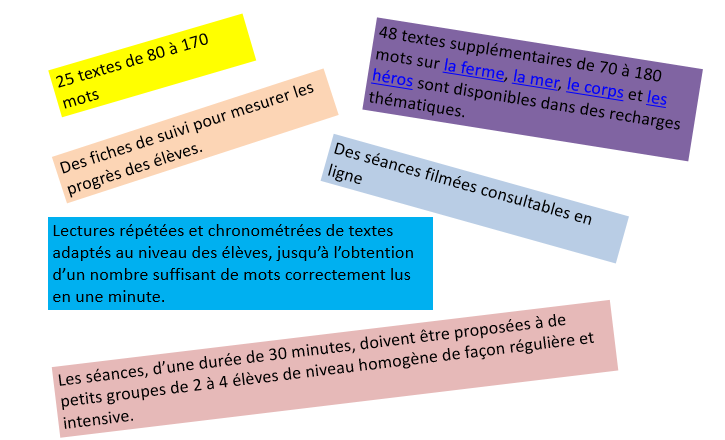 25 textes de 80 à 170
mots
48 textes supplémentaires de 70 à 180
mots sur la ferme, la mer, le corps et les
héros sont disponibles dans des recharges
thématiques.
Des fiches de suivi pour mesurer les
progrès des élèves.
Des séances filmées consultables en
ligne
Lectures répétées et chronométrées de textes
adaptés au niveau des élèves, jusqu’à l’obtention
d’un nombre suffisant de mots correctement lus
en une minute.
Les séances, d’une durée de 30 minutes, doivent être proposées à de
petits groupes de 2 à 4 élèves de niveau homogène de façon régulière et
intensive.